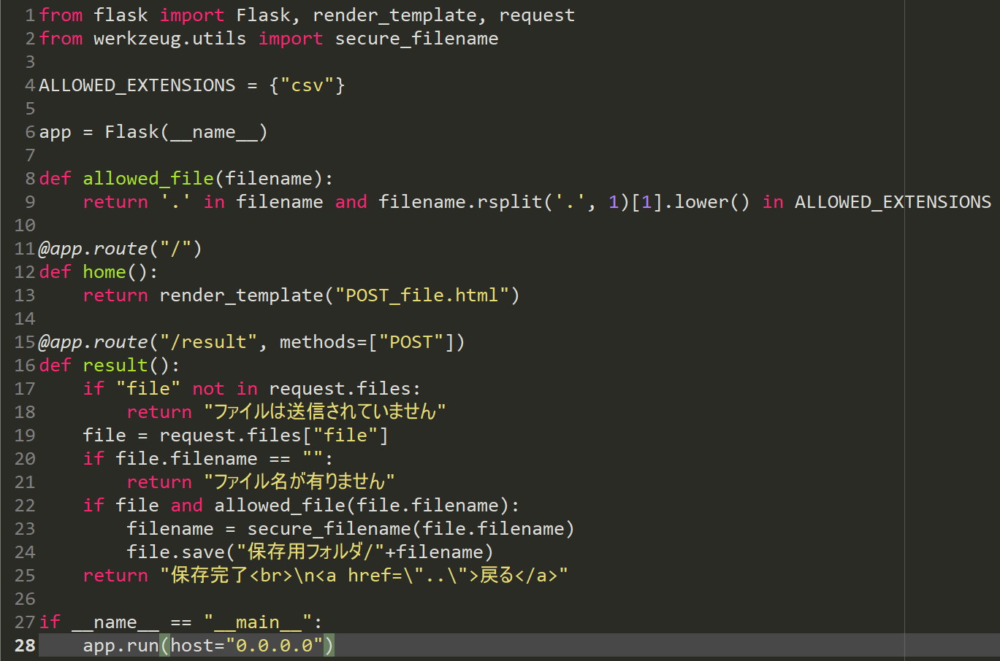 1 from flask import Flask, render_template, request
2 from werkzeug.utils import secure_filename
3
4 ALLOWED_EXTENSIONS = {"csv"}
5
6 app = Flask(__name__)
7
8 def allowed_file(filename):
9     return '.' in filename and filename.rsplit('.', 1)[1].lower() in ALLOWED_EXTENSIONS
10
11 @app.route("/")
12 def home():
13     return render_template("POST_file.html")
14
15 @app.route("/result", methods=["POST"])
16 def result():
17     if "file" not in request.files:
18         return "ファイルは送信されていません"
19     file = request.files["file"]
20     if file.filename == "":
21         return "ファイル名が有りません"
22     if file and allowed_file(file.filename):
23         filename = secure_filename(file.filename)
24         file.save("保存用フォルダ/"+filename)
25     return "保存完了<br>\n<a href=\"..\">戻る</a>"
26
27 if __name__ == "__main__":
28     app.run(host="0.0.0.0")